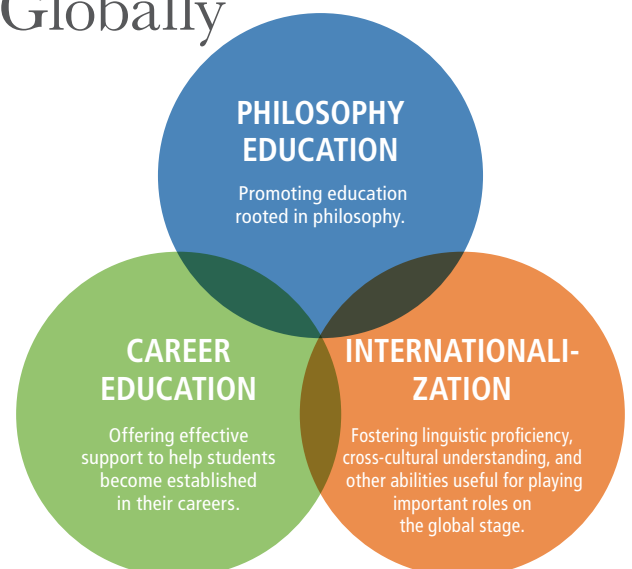 Globally
PHILOSOPHY
EDUCATION
Promoting education
rooted in philosophy.
CAREER
EDUCATION
Offering effective
support to help students
become established
in their careers.
INTERNATIONALI-
ZATION
Fostering linguistic proficiency,
cross-cultural understanding, and
other abilities useful for playing
important roles on
the global stage.